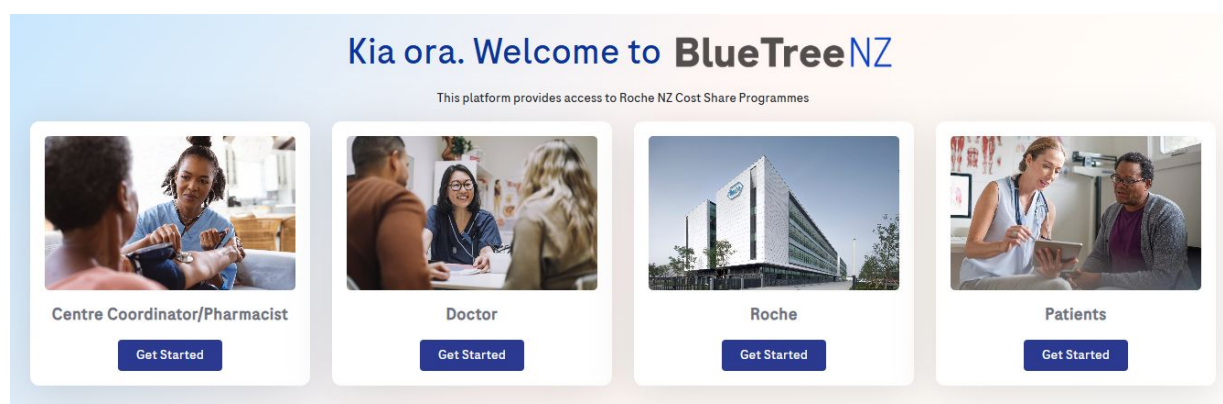 Kia ora. Welcome to BlueTreeNZ
This platform provides access to Roche NZ Cost Share Programmes
Roche
Centre Coordinator/Pharmacist
Doctor
Roche
Patients
Get Started
Get Started
Get Started
Get Started